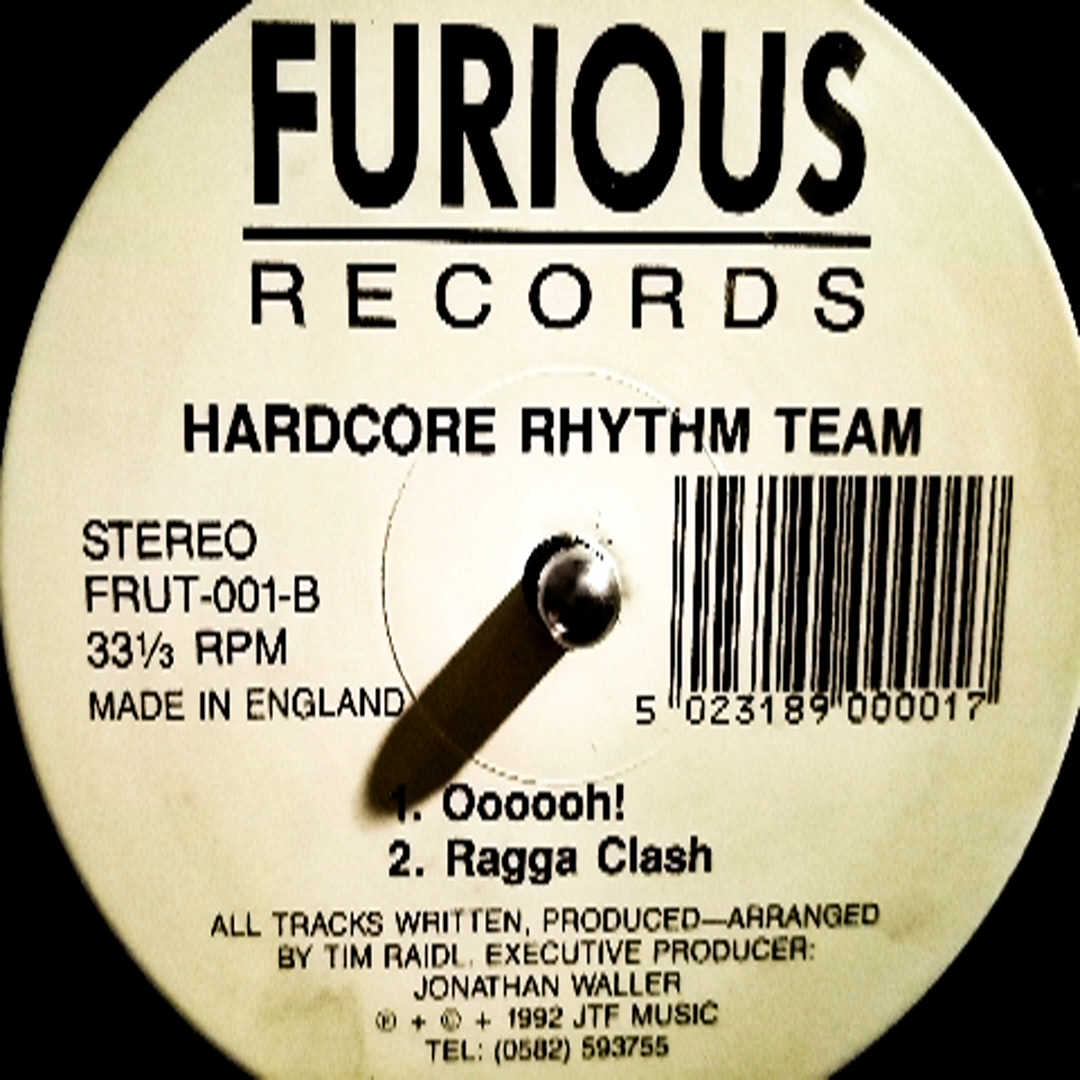 FURIOUS
RECORDS
HARDCORE RHYTHM TEAM
STEREO
FRUT-001-B
33⅓ RPM
MADE IN ENGLAND
5 023189 000017
1. Oooooh!
2. Ragga Clash
ALL TRACKS WRITTEN, PRODUCED—ARRANGED
BY TIM RAIDL. EXECUTIVE PRODUCER:
JONATHAN WALLER
℗ + © + 1992 JTF MUSIC
TEL: (0582) 593755